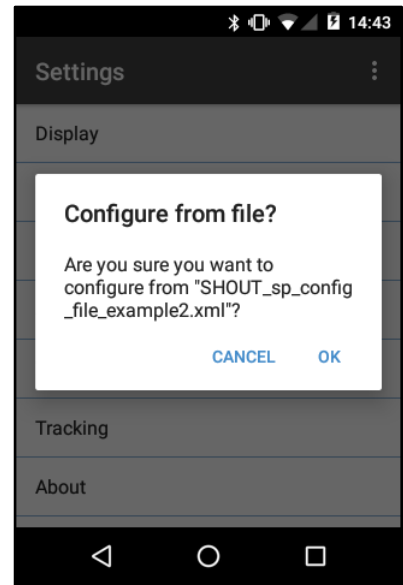 14:43
Settings
Display
Configure from file?
Are you sure you want to
configure from "SHOUT_sp_config
_file_example2.xml"?
CANCEL OK
Tracking
About